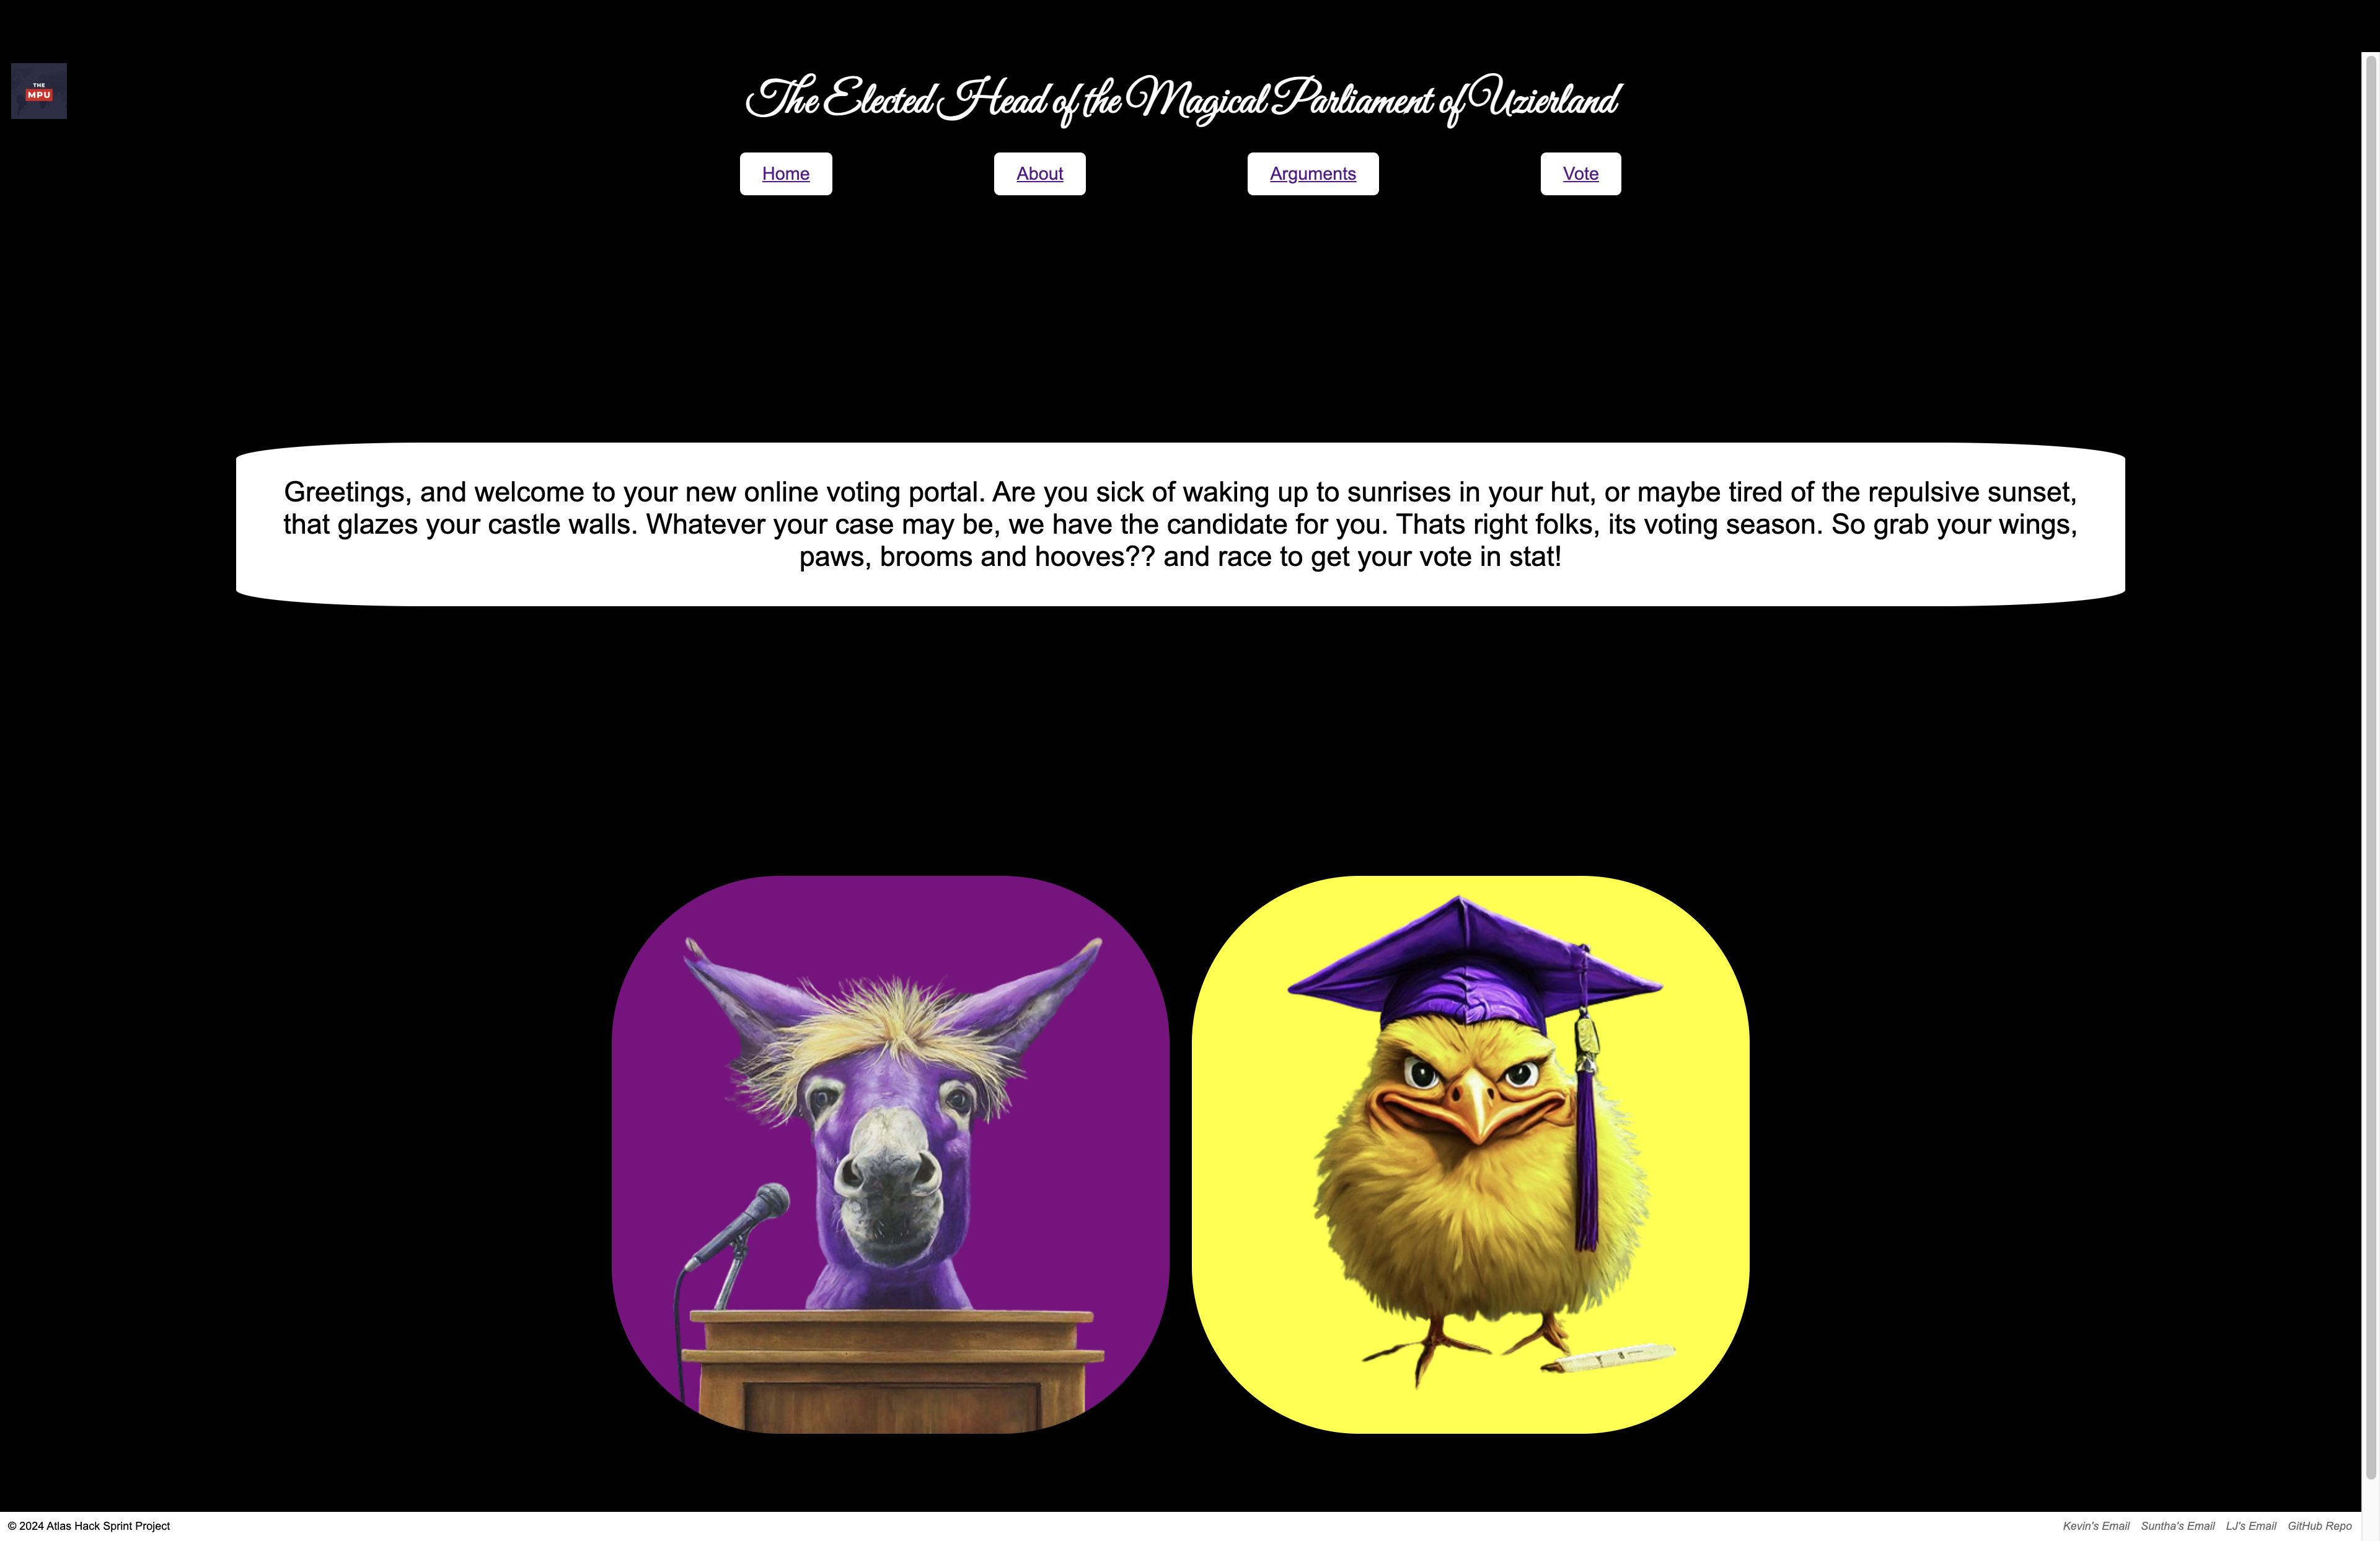 THE
MPU
The Elected Head of the Magical Parliament of Uzierland
Home About Arguments Vote
Greetings, and welcome to your new online voting portal. Are you sick of waking up to sunrises in your hut, or maybe tired of the repulsive sunset,
that glazes your castle walls. Whatever your case may be, we have the candidate for you. Thats right folks, its voting season. So grab your wings,
paws, brooms and hooves?? and race to get your vote in stat!
© 2024 Atlas Hack Sprint Project Kevin's Email Suntha's Email LJ's Email GitHub Repo